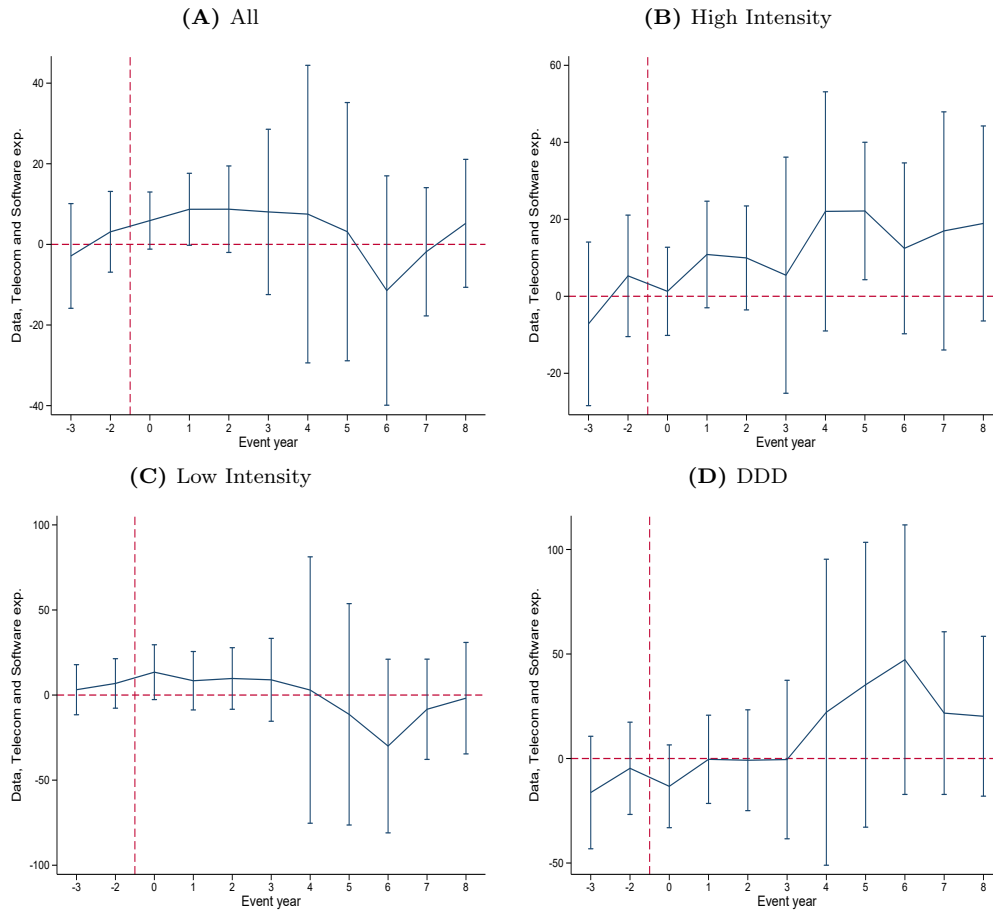 (A) All
Data, Telecom and Software exp.
40
20
0
-20
-40
-3 -2 0 1 2 3 4 5 6 7 8
Event year
(B) High Intensity
Data, Telecom and Software exp.
60
40
20
0
-20
-3 -2 0 1 2 3 4 5 6 7 8
Event year
(C) Low Intensity
Data, Telecom and Software exp.
100
50
0
-50
-100
-3 -2 0 1 2 3 4 5 6 7 8
Event year
(D) DDD
Data, Telecom and Software exp.
100
50
0
-50
-3 -2 0 1 2 3 4 5 6 7 8
Event year